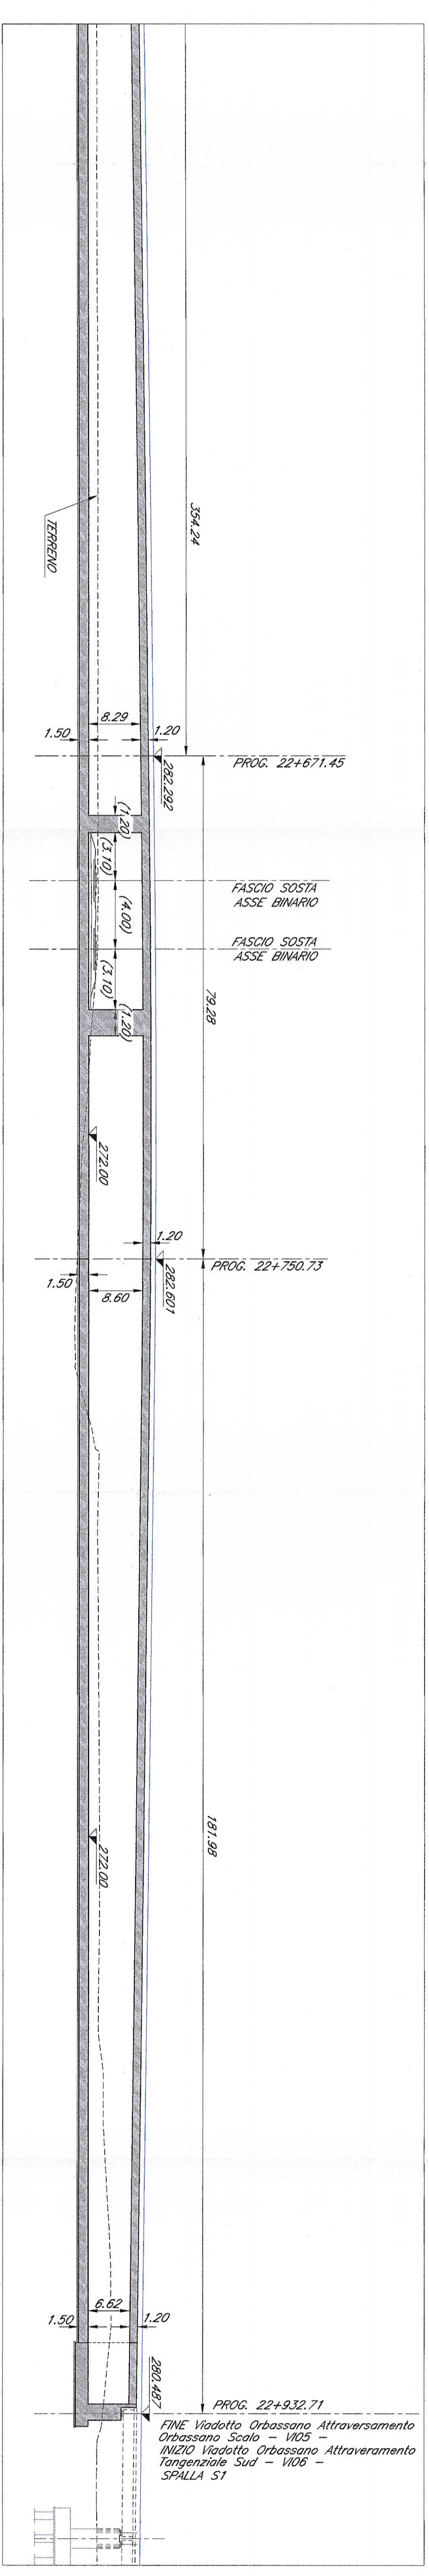 354.24
TERRENO
8.29
1.50
1.20
282.292
PROG. 22+671.45
(1.20)
(3.10)
FASCIO SOSTA
ASSE BINARIO
(4.00)
FASCIO SOSTA
ASSE BINARIO
(3.10)
79.28
(1.20)
272.00
1.20
PROG. 22+750.73
282.601
1.50
8.60
181.98
272.00
6.62
1.50
1.20
280.487
PROG. 22+932.71
FINE Viadotto Orbassano Attraversamento
Orbassano Scalo – VI05 –
INIZIO Viadotto Orbassano Attraveramento
Tangenziale Sud – VI06 –
SPALLA S1